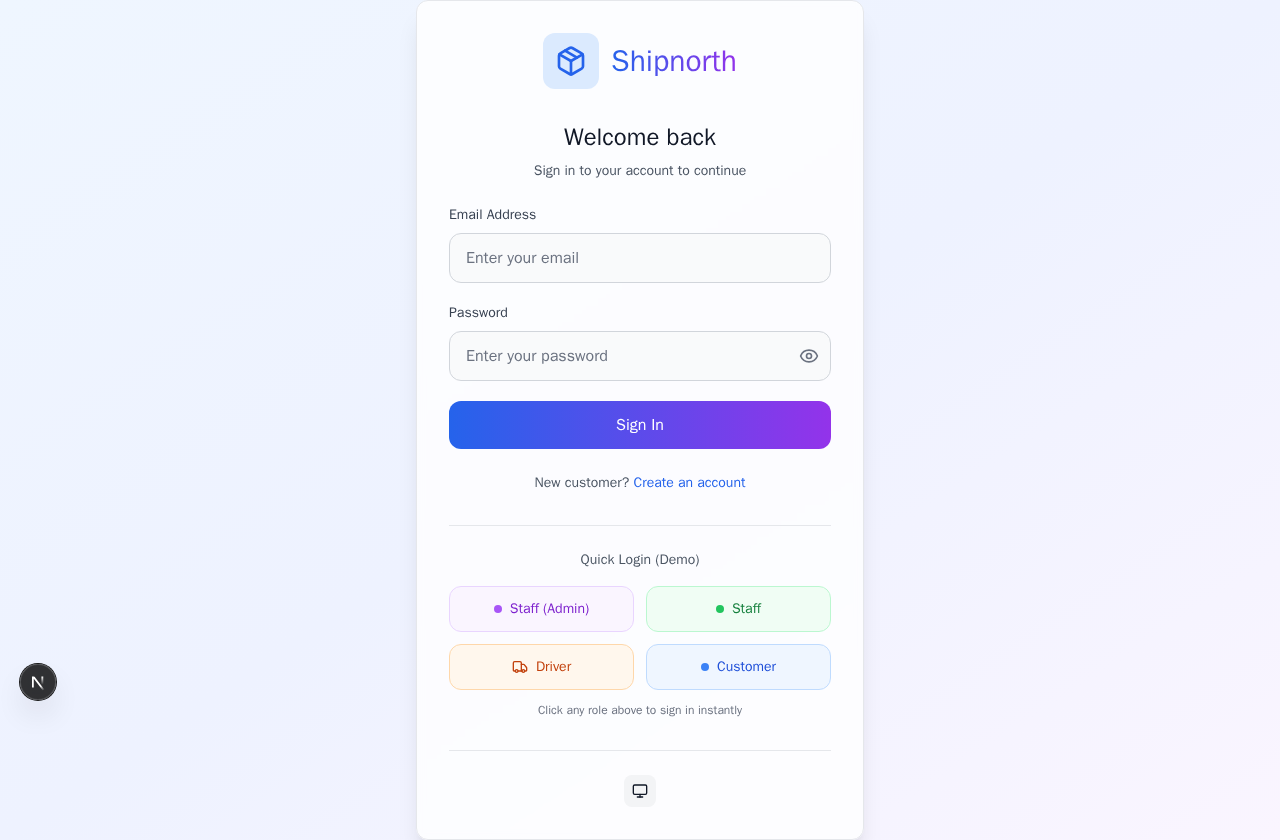 Shipnorth
Welcome back
Sign in to your account to continue
Email Address
Enter your email
Password
Enter your password
Sign In
New customer? Create an account
Quick Login (Demo)
Staff (Admin)
Staff
Driver
Customer
Click any role above to sign in instantly
N